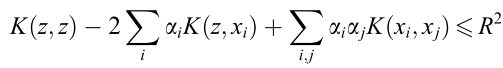 K(z, z) − 2 ∑_i α_i K(z, x_i) + ∑_{i,j} α_i α_j K(x_i, x_j) ⩽ R^2